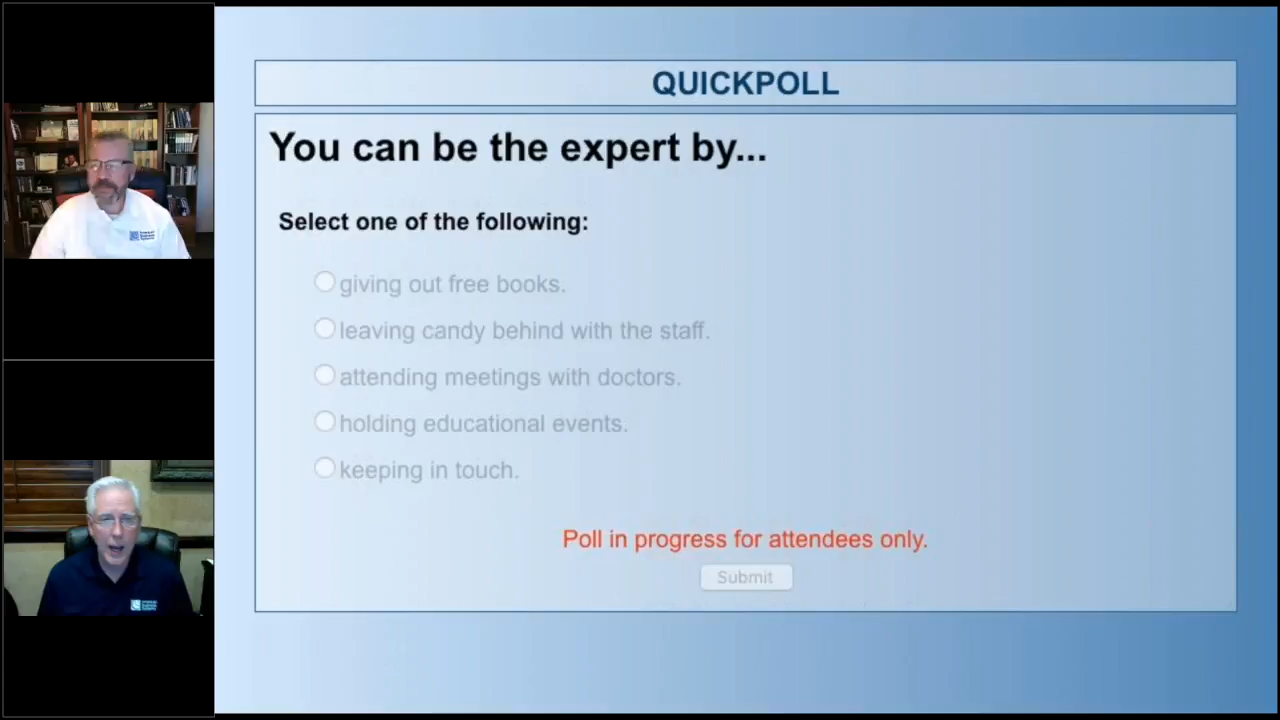 QUICKPOLL
You can be the expert by...
Select one of the following:
giving out free books.
leaving candy behind with the staff.
attending meetings with doctors.
holding educational events.
keeping in touch.
Poll in progress for attendees only.
Submit